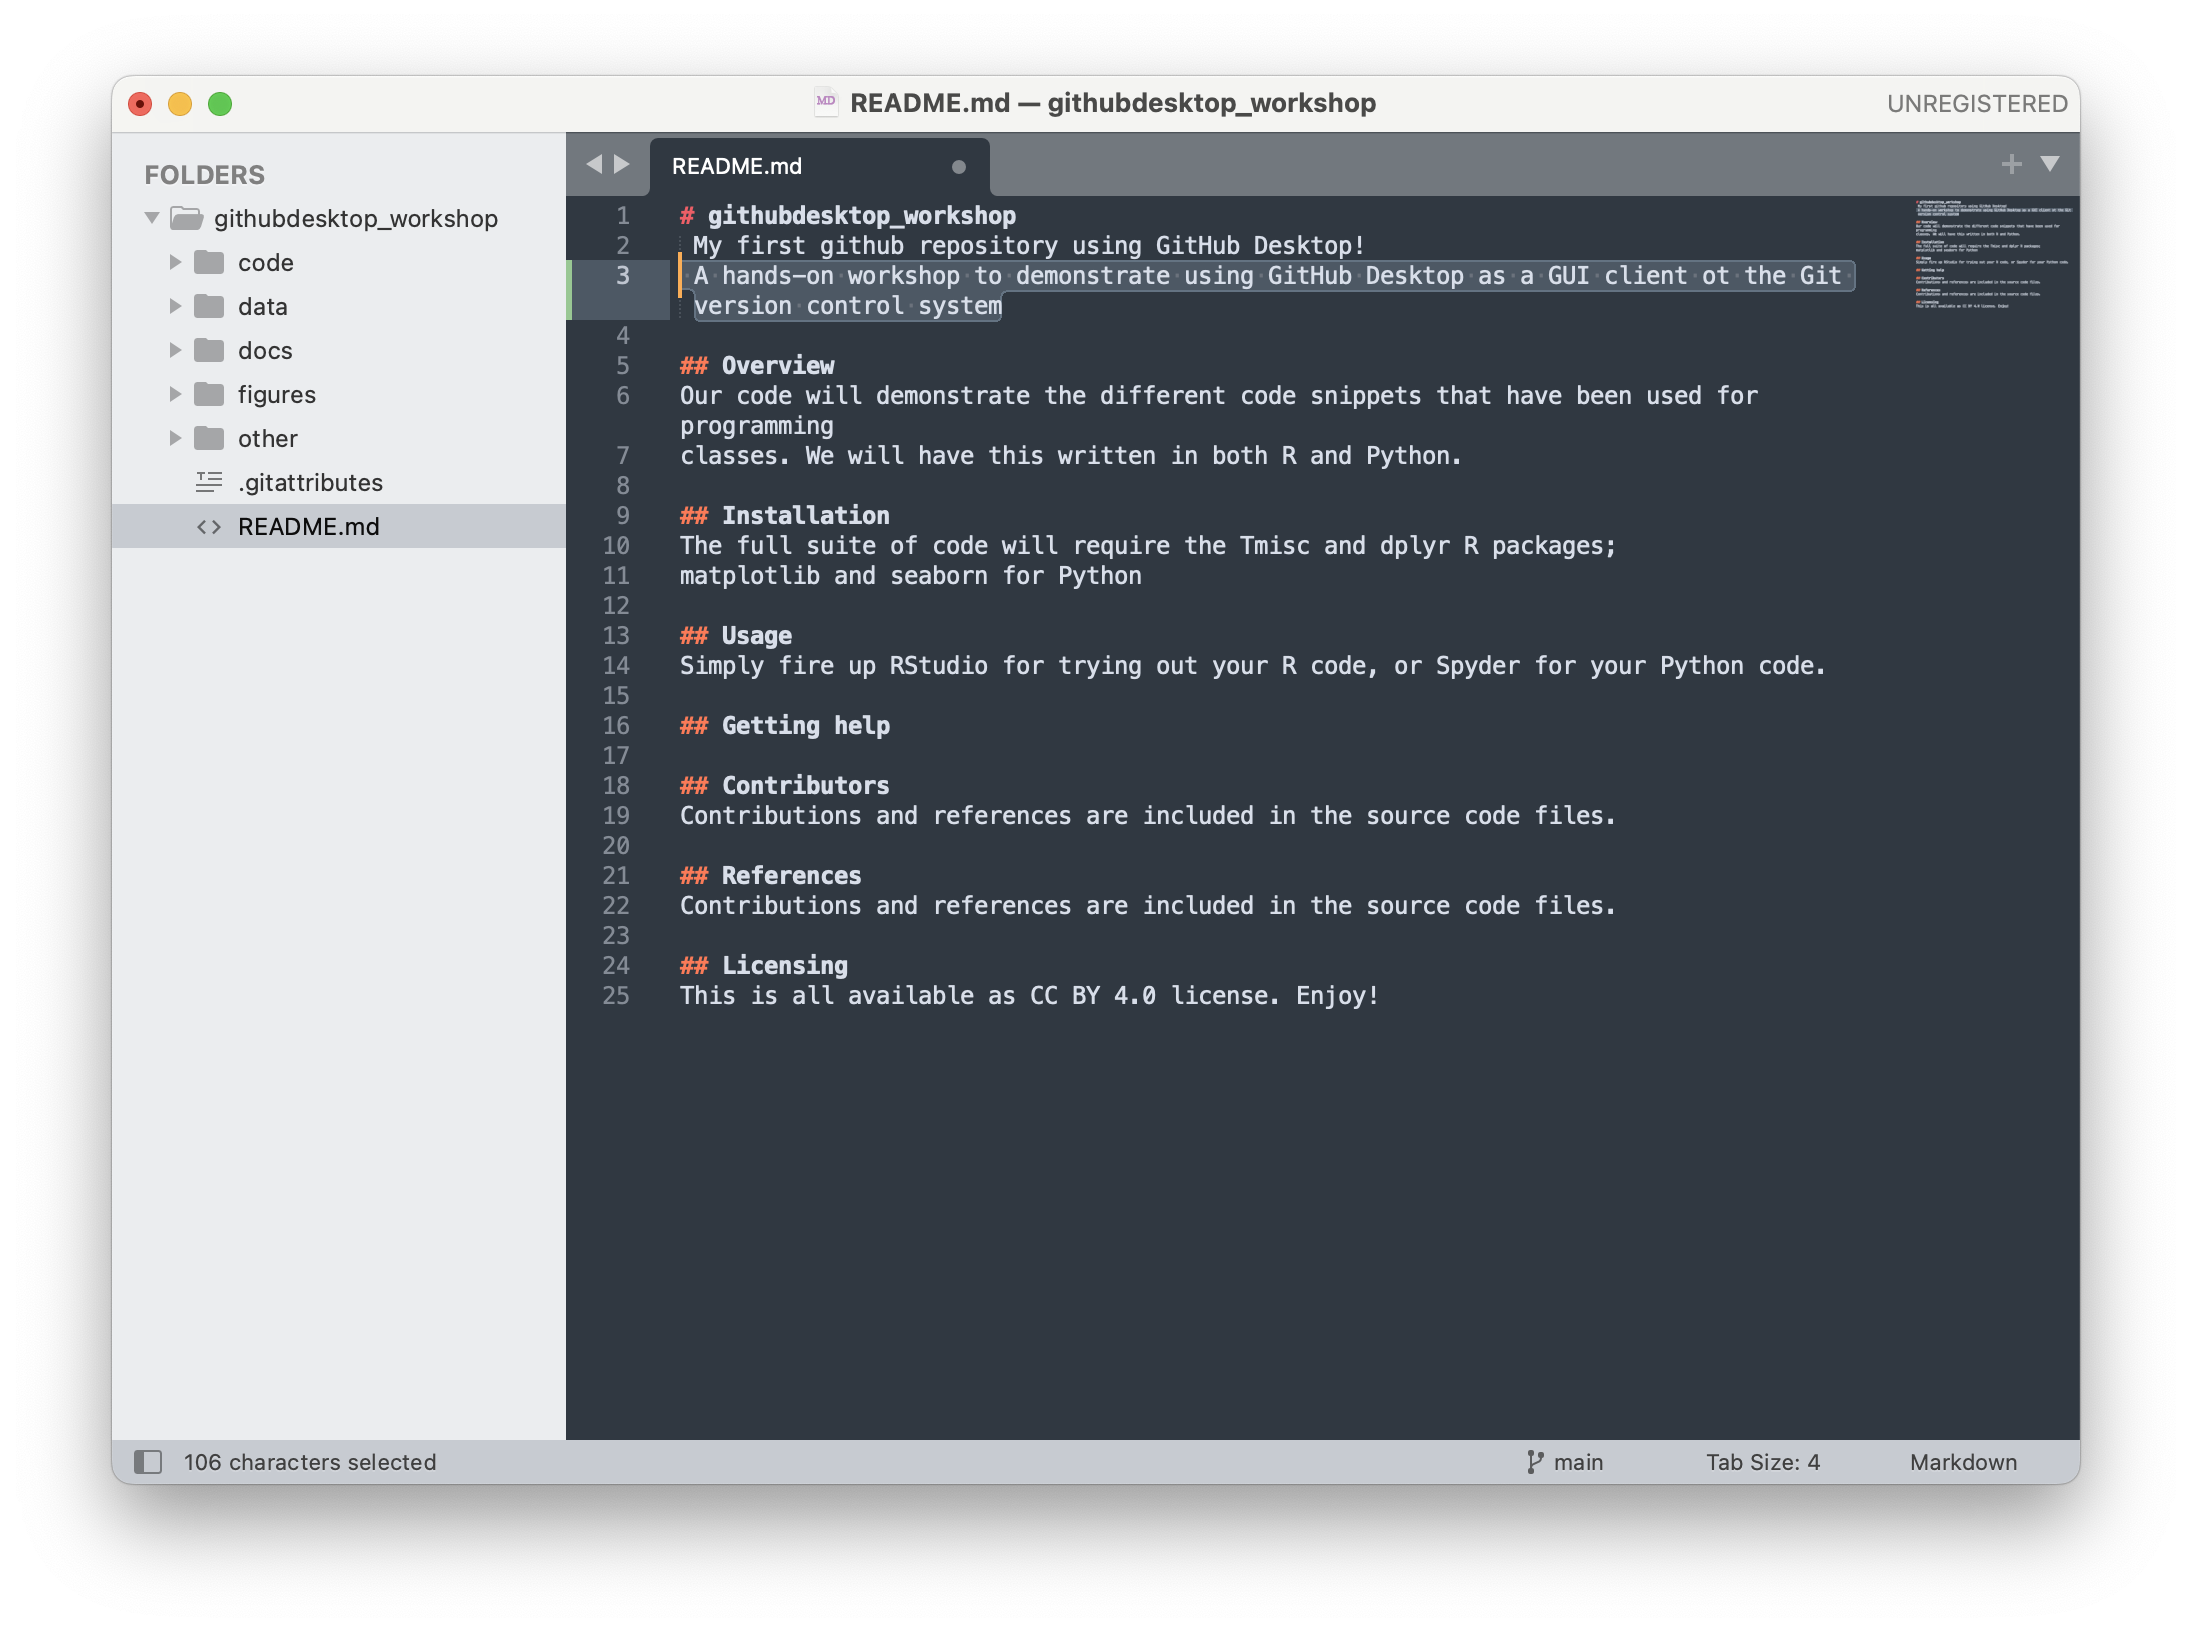 README.md — githubdesktop_workshop
UNREGISTERED
FOLDERS
githubdesktop_workshop
code
data
docs
figures
other
.gitattributes
README.md
README.md
1 # githubdesktop_workshop
2 My first github repository using GitHub Desktop!
3 A hands-on workshop to demonstrate using GitHub Desktop as a GUI client ot the Git
version control system
4
5 ## Overview
6 Our code will demonstrate the different code snippets that have been used for
programming
7 classes. We will have this written in both R and Python.
8
9 ## Installation
10 The full suite of code will require the Tmisc and dplyr R packages;
11 matplotlib and seaborn for Python
12
13 ## Usage
14 Simply fire up RStudio for trying out your R code, or Spyder for your Python code.
15
16 ## Getting help
17
18 ## Contributors
19 Contributions and references are included in the source code files.
20
21 ## References
22 Contributions and references are included in the source code files.
23
24 ## Licensing
25 This is all available as CC BY 4.0 license. Enjoy!
106 characters selected
main
Tab Size: 4
Markdown